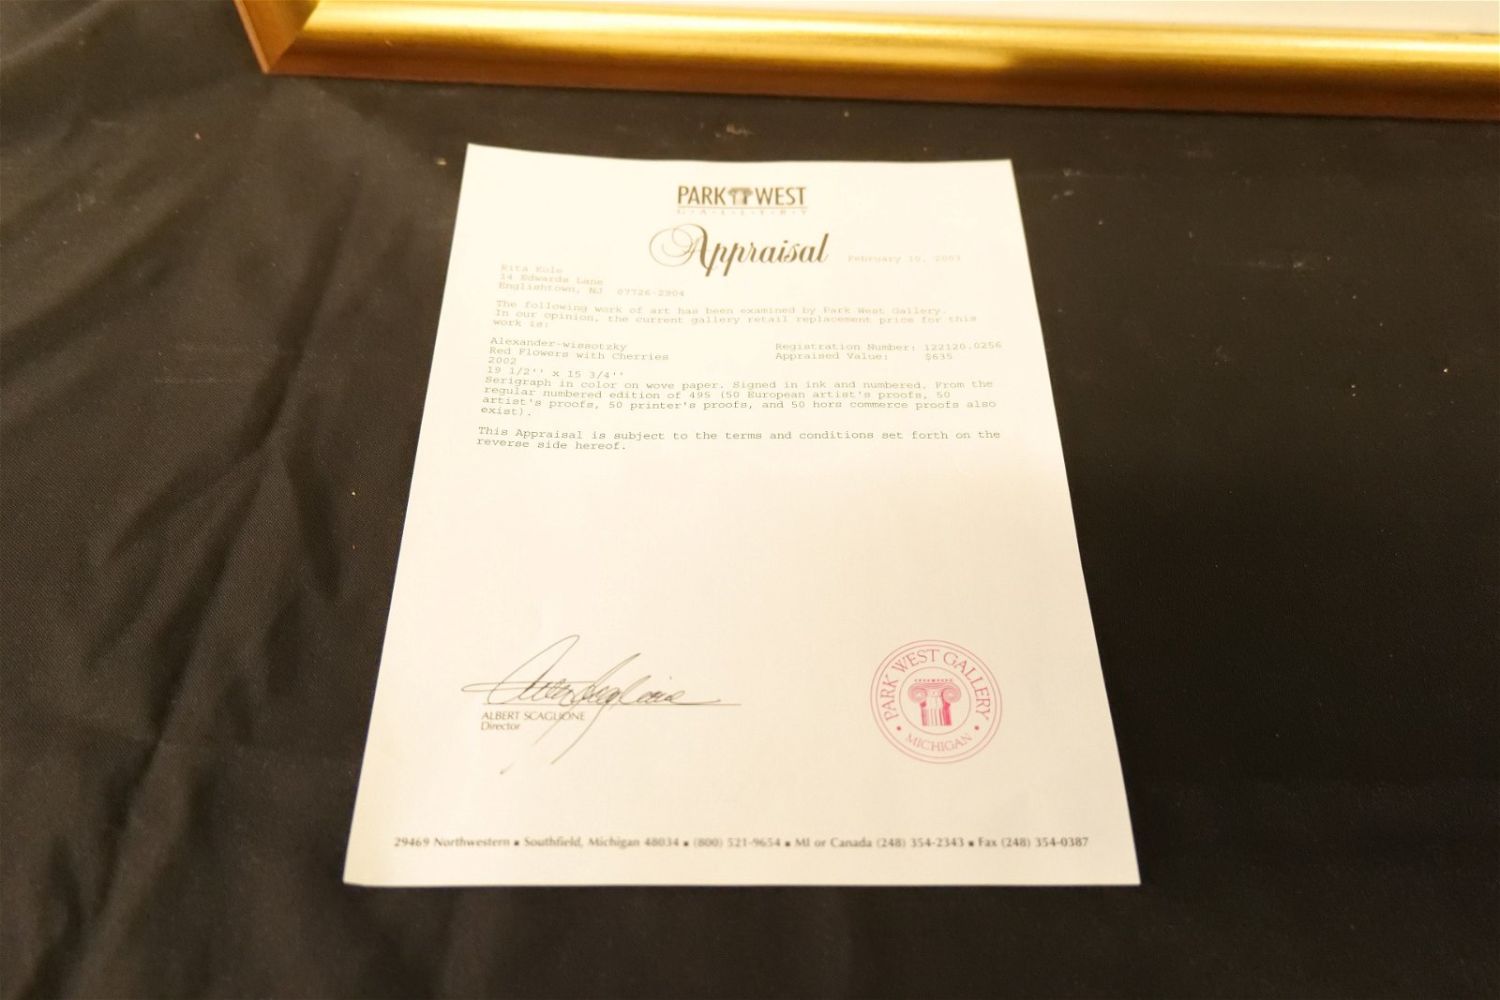 PARK WEST
GALLERY
Appraisal
February 10, 2003
Rita Kole
14 Edwards Lane
Englishtown, NJ 07726-2904
The following work of art has been examined by Park West Gallery.
In our opinion, the current gallery retail replacement price for this
work is:
Alexander-wissotzky
Registration Number: 122120.0256
Red Flowers with Cherries
Appraised Value: $635
2002
19 1/2'' x 15 3/4''
Serigraph in color on wove paper. Signed in ink and numbered. From the
regular numbered edition of 495 (50 European artist's proofs, 50
artist's proofs, 50 printer's proofs, and 50 hors commerce proofs also
exist).
This Appraisal is subject to the terms and conditions set forth on the
reverse side hereof.
ALBERT SCAGLIONE
Director
PARK WEST GALLERY
• MICHIGAN •
29469 Northwestern ▪ Southfield, Michigan 48034 ▪ (800) 521-9654 ▪ MI or Canada (248) 354-2343 ▪ Fax (248) 354-0387